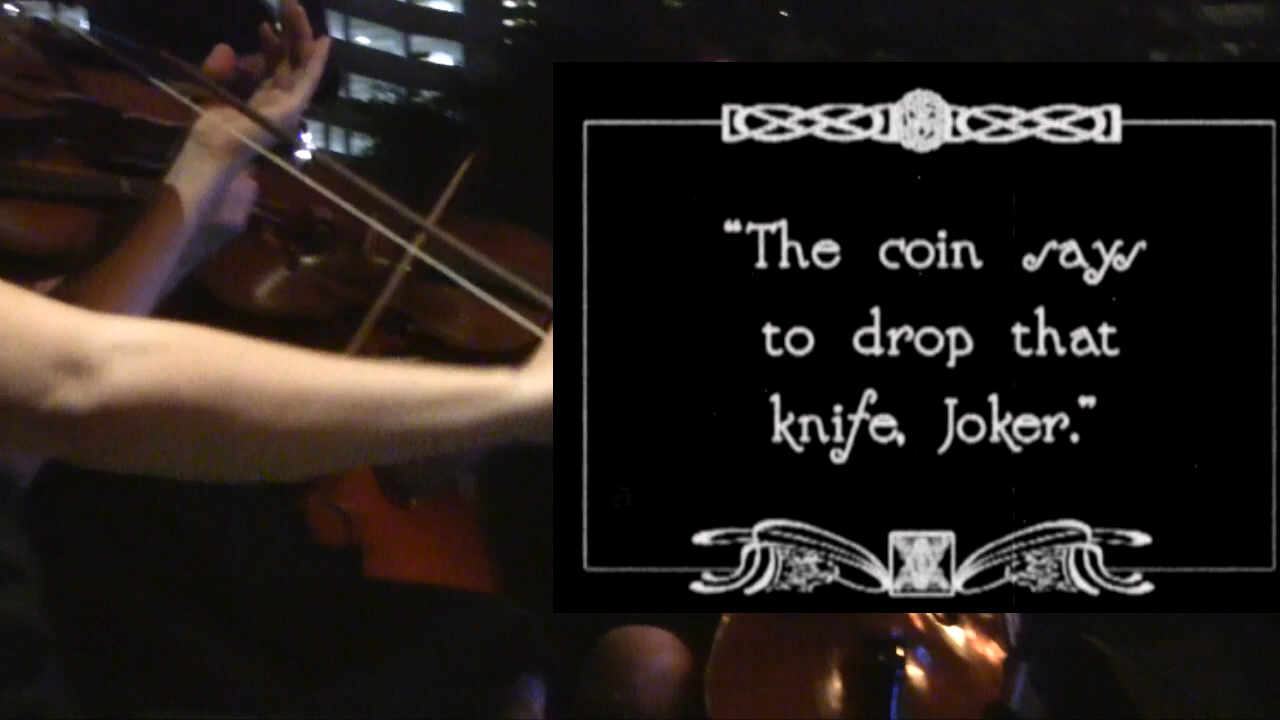 “The coin says
to drop that
knife, Joker.”